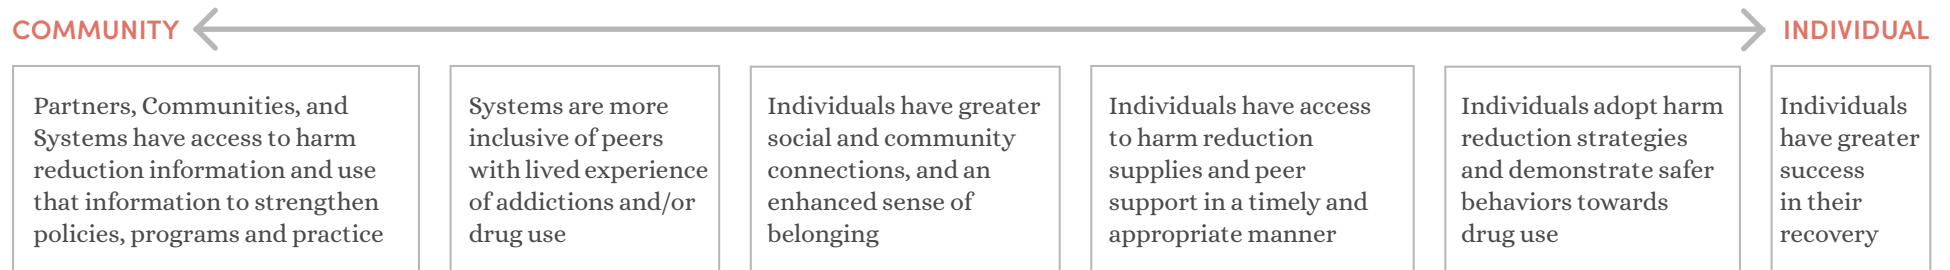 COMMUNITY
INDIVIDUAL
Partners, Communities, and
Systems have access to harm
reduction information and use
that information to strengthen
policies, programs and practice
Systems are more
inclusive of peers
with lived experience
of addictions and/or
drug use
Individuals have greater
social and community
connections, and an
enhanced sense of
belonging
Individuals have access
to harm reduction
supplies and peer
support in a timely and
appropriate manner
Individuals adopt harm
reduction strategies
and demonstrate safer
behaviors towards
drug use
Individuals
have greater
success
in their
recovery